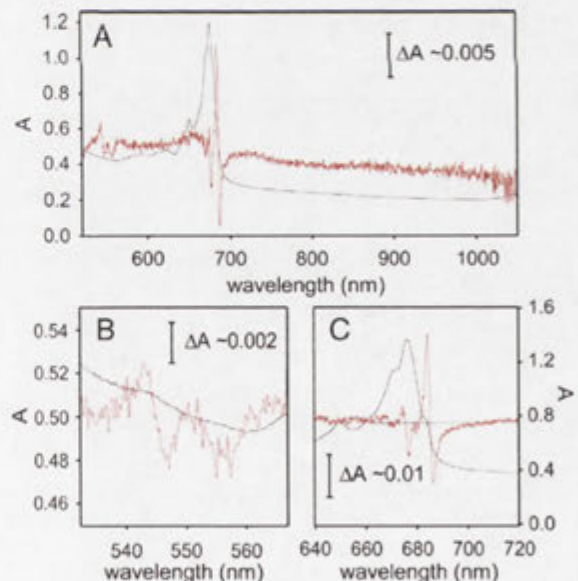 A
ΔA ~0.005
A
1.2
1.0
0.8
0.6
0.4
0.2
0.0
600 700 800 900 1000
wavelength (nm)
B
ΔA ~0.002
A
0.54
0.52
0.50
0.48
0.46
540 550 560
wavelength (nm)
C
ΔA ~0.01
A
1.6
1.2
0.8
0.4
0.0
640 660 680 700 720
wavelength (nm)